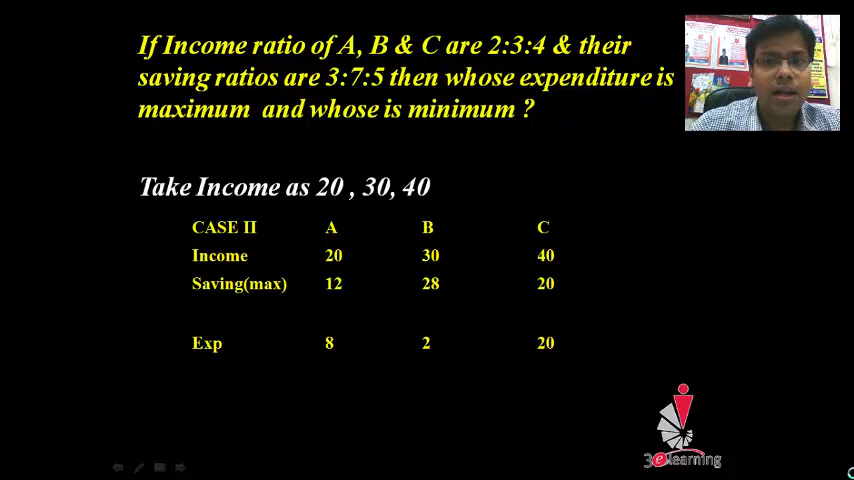 If Income ratio of A, B & C are 2:3:4 & their
saving ratios are 3:7:5 then whose expenditure is
maximum and whose is minimum ?
Take Income as 20 , 30, 40
CASE II A B C
Income 20 30 40
Saving(max) 12 28 20
Exp 8 2 20
3elearning